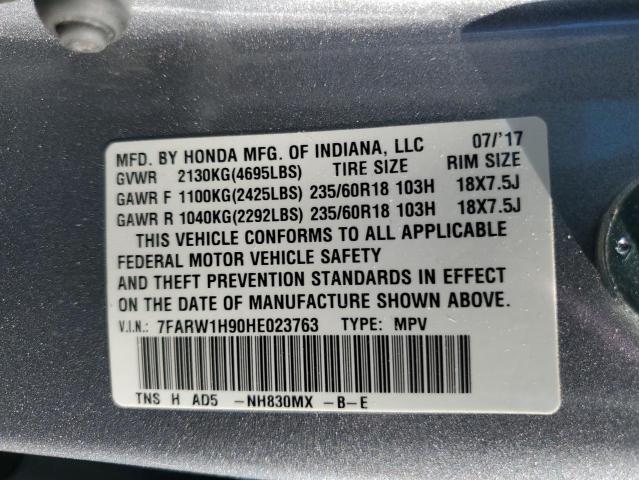 MFD. BY HONDA MFG. OF INDIANA, LLC 07/'17
GVWR 2130KG(4695LBS) TIRE SIZE RIM SIZE
GAWR F 1100KG(2425LBS) 235/60R18 103H 18X7.5J
GAWR R 1040KG(2292LBS) 235/60R18 103H 18X7.5J
THIS VEHICLE CONFORMS TO ALL APPLICABLE
FEDERAL MOTOR VEHICLE SAFETY
AND THEFT PREVENTION STANDARDS IN EFFECT
ON THE DATE OF MANUFACTURE SHOWN ABOVE.
V.I.N.: 7FARW1H90HE023763 TYPE: MPV
TNS H AD5 -NH830MX -B-E